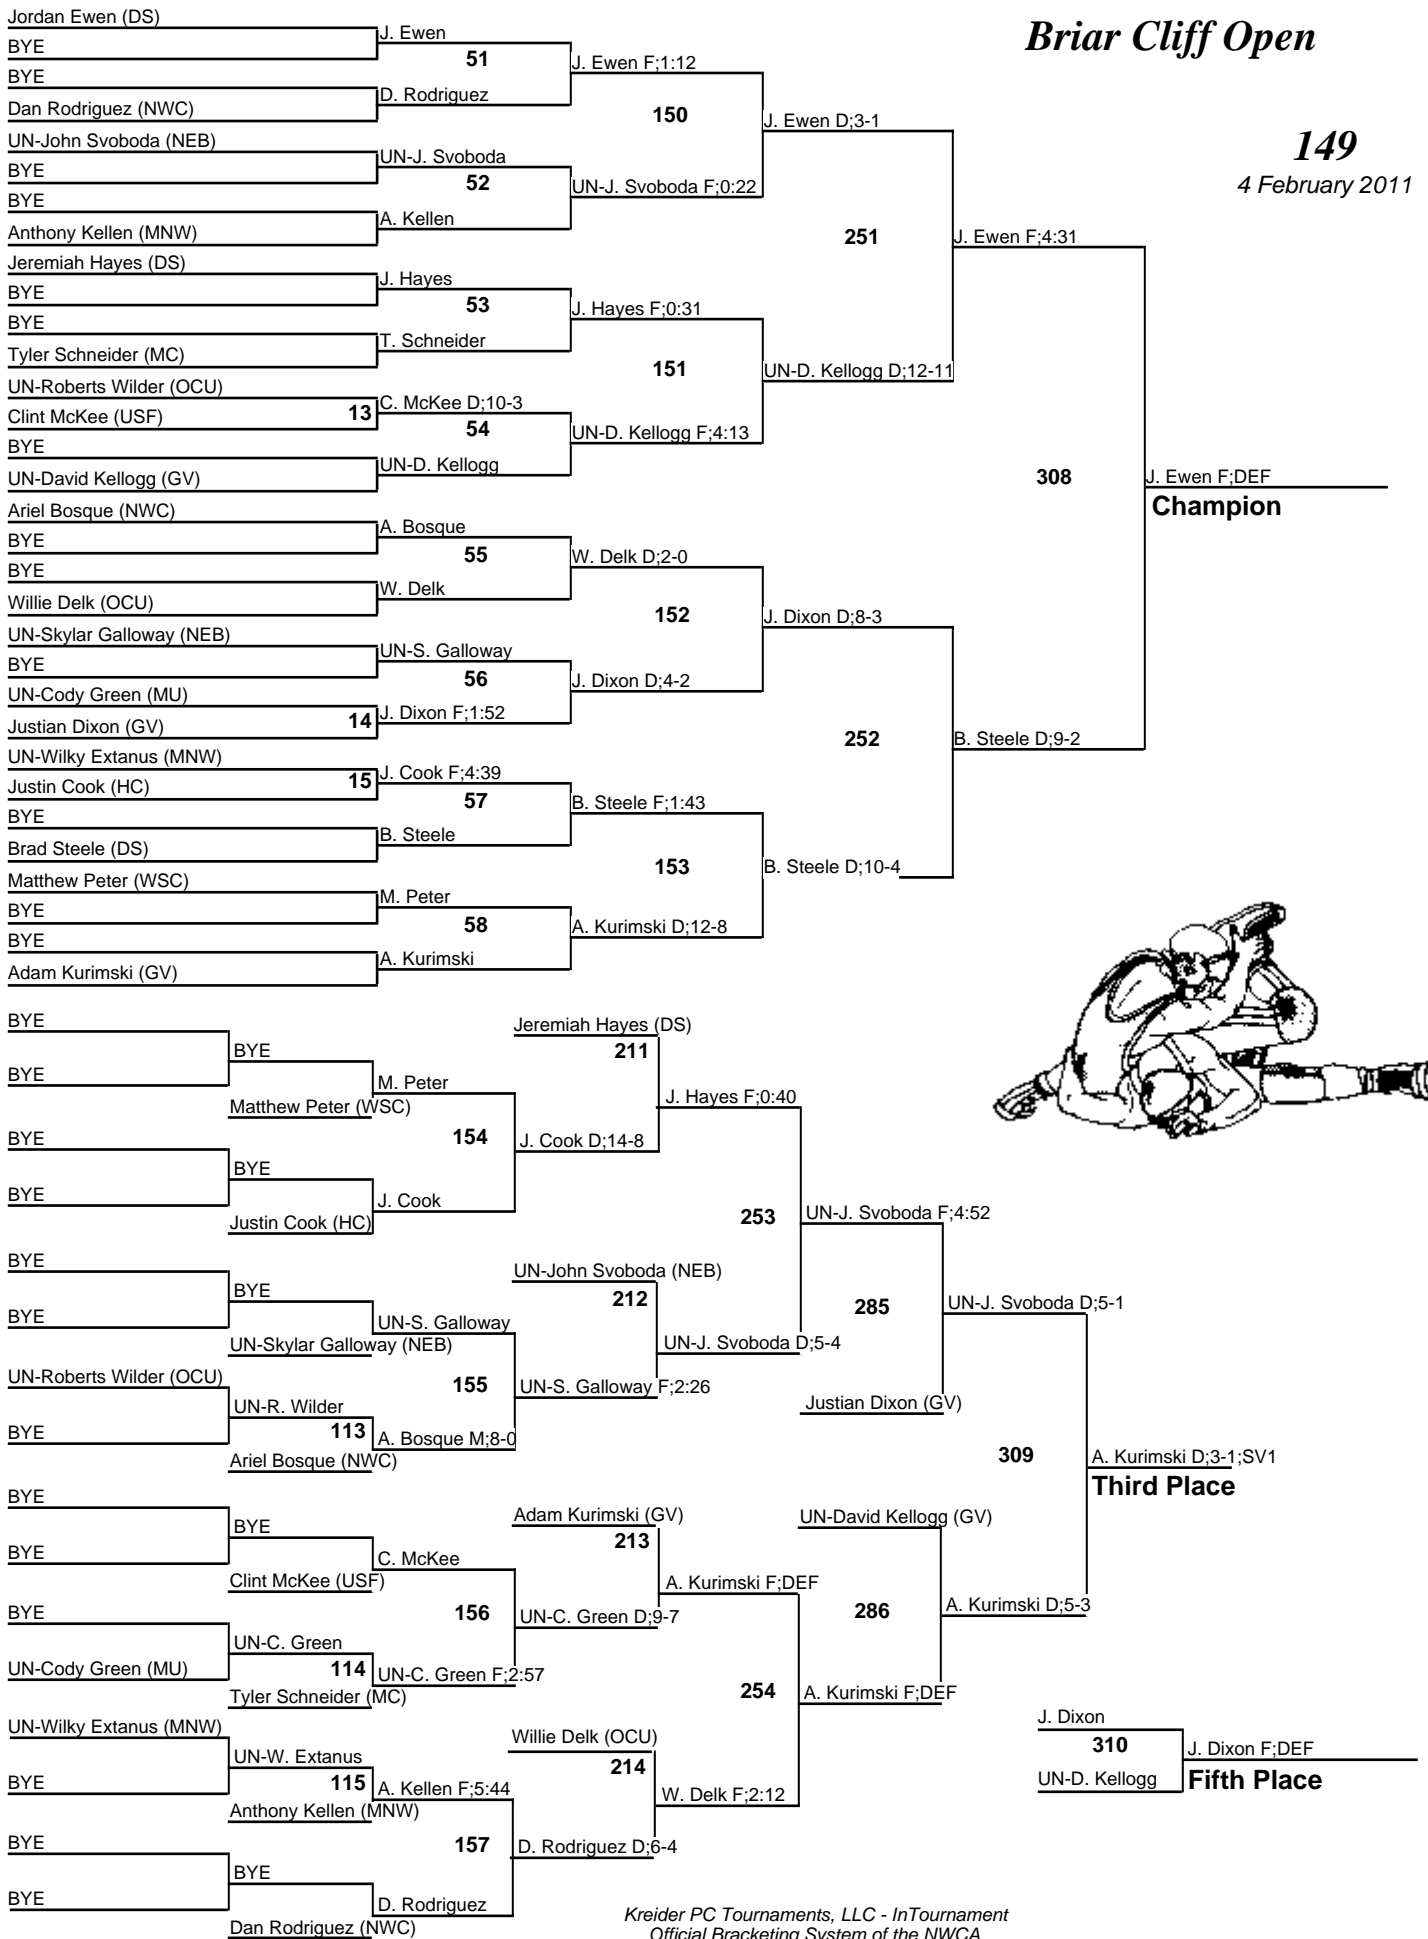 Briar Cliff Open
149
4 February 2011
Jordan Ewen (DS)
BYE
BYE
Dan Rodriguez (NWC)
UN-John Svoboda (NEB)
BYE
BYE
Anthony Kellen (MNW)
Jeremiah Hayes (DS)
BYE
BYE
Tyler Schneider (MC)
UN-Roberts Wilder (OCU)
Clint McKee (USF)
BYE
UN-David Kellogg (GV)
Ariel Bosque (NWC)
BYE
BYE
Willie Delk (OCU)
UN-Skylar Galloway (NEB)
BYE
UN-Cody Green (MU)
Justian Dixon (GV)
UN-Wilky Extanus (MNW)
Justin Cook (HC)
BYE
Brad Steele (DS)
Matthew Peter (WSC)
BYE
BYE
Adam Kurimski (GV)
13
14
15
J. Ewen
51
D. Rodriguez
UN-J. Svoboda
52
A. Kellen
J. Hayes
53
T. Schneider
C. McKee D;10-3
54
UN-D. Kellogg
A. Bosque
55
W. Delk
UN-S. Galloway
56
J. Dixon F;1:52
J. Cook F;4:39
57
B. Steele
M. Peter
58
A. Kurimski
J. Ewen F;1:12
150
UN-J. Svoboda F;0:22
J. Hayes F;0:31
151
UN-D. Kellogg F;4:13
W. Delk D;2-0
152
J. Dixon D;4-2
B. Steele F;1:43
153
A. Kurimski D;12-8
J. Ewen D;3-1
251
UN-D. Kellogg D;12-11
J. Dixon D;8-3
252
B. Steele D;10-4
J. Ewen F;4:31
308
B. Steele D;9-2
J. Ewen F;DEF
Champion
BYE
BYE
BYE
BYE
BYE
BYE
UN-Roberts Wilder (OCU)
BYE
BYE
BYE
BYE
UN-Cody Green (MU)
UN-Wilky Extanus (MNW)
BYE
BYE
BYE
BYE
Matthew Peter (WSC)
BYE
Justin Cook (HC)
BYE
UN-Skylar Galloway (NEB)
UN-R. Wilder
113
Ariel Bosque (NWC)
BYE
Clint McKee (USF)
UN-C. Green
114
Tyler Schneider (MC)
UN-W. Extanus
115
Anthony Kellen (MNW)
BYE
Dan Rodriguez (NWC)
M. Peter
154
J. Cook
UN-S. Galloway
155
A. Bosque M;8-0
C. McKee
156
UN-C. Green F;2:57
A. Kellen F;5:44
157
D. Rodriguez
Jeremiah Hayes (DS)
211
J. Cook D;14-8
UN-John Svoboda (NEB)
212
UN-S. Galloway F;2:26
Adam Kurimski (GV)
213
UN-C. Green D;9-7
Willie Delk (OCU)
214
D. Rodriguez D;6-4
J. Hayes F;0:40
253
UN-J. Svoboda D;5-4
A. Kurimski F;DEF
254
W. Delk F;2:12
UN-J. Svoboda F;4:52
285
Justian Dixon (GV)
UN-David Kellogg (GV)
286
A. Kurimski F;DEF
UN-J. Svoboda D;5-1
309
A. Kurimski D;5-3
A. Kurimski D;3-1;SV1
Third Place
J. Dixon
310
UN-D. Kellogg
J. Dixon F;DEF
Fifth Place
Kreider PC Tournaments, LLC - InTournament
Official Bracketing System of the NWCA